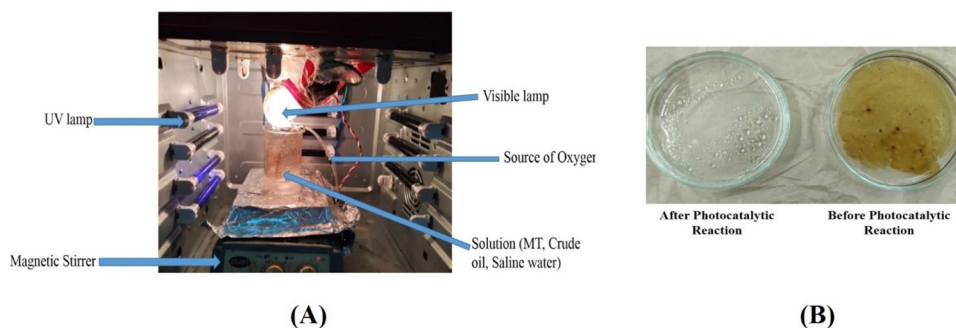 Visible lamp
UV lamp
Source of Oxygen
Solution (MT, Crude
oil, Saline water)
Magnetic Stirrer
(A)
After Photocatalytic
Reaction
Before Photocatalytic
Reaction
(B)